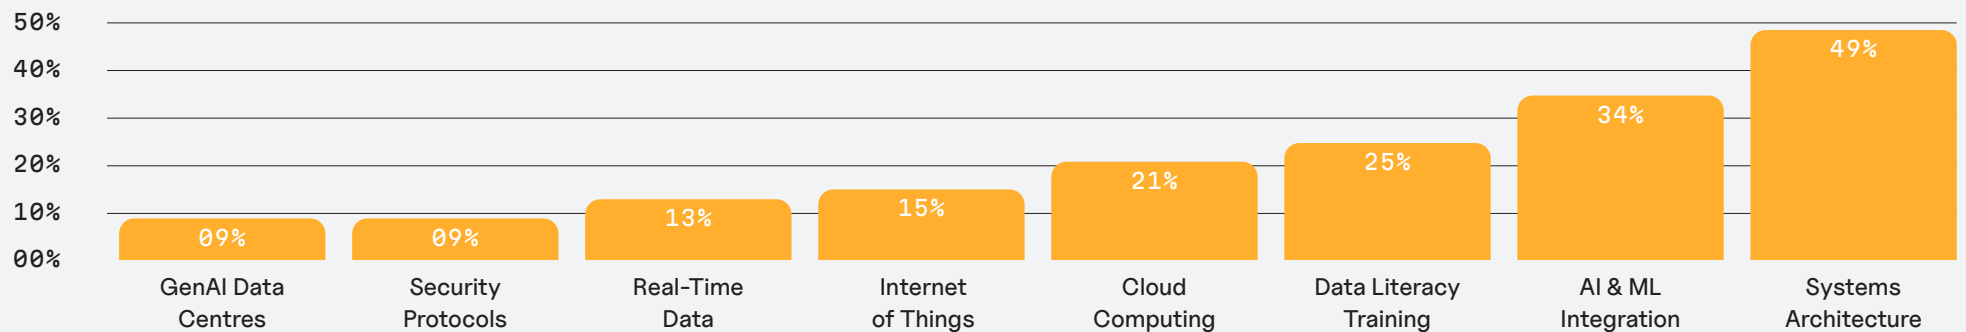 50%
40%
30%
20%
10%
00%
09%
09%
13%
15%
21%
25%
34%
49%
GenAI Data
Centres
Security
Protocols
Real-Time
Data
Internet
of Things
Cloud
Computing
Data Literacy
Training
AI & ML
Integration
Systems
Architecture